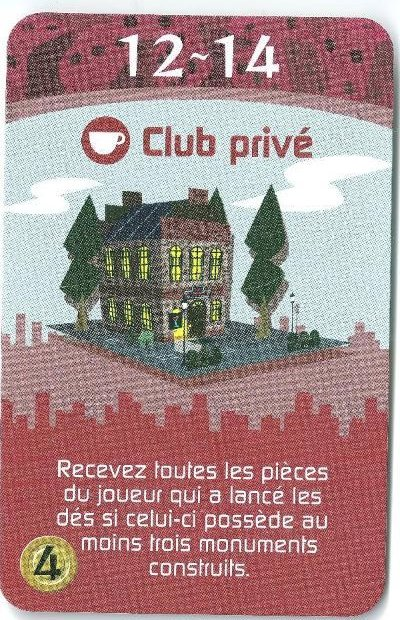 12~14
Club privé
Recevez toutes les pièces
du joueur qui a lancé les
dés si celui-ci possède au
moins trois monuments
construits.
4